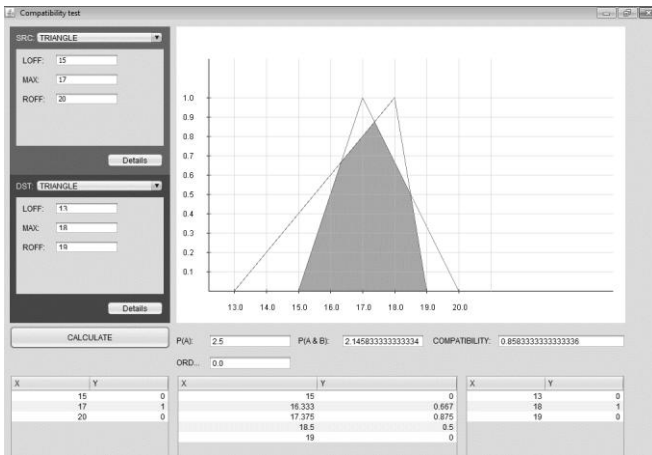 Compatibility test
SRC: TRIANGLE
LOFF: 15
MAX: 17
ROFF: 20
Details
DST: TRIANGLE
LOFF: 13
MAX: 18
ROFF: 19
Details
CALCULATE
1.0
0.9
0.8
0.7
0.6
0.5
0.4
0.3
0.2
0.1
13.0 14.0 15.0 16.0 17.0 18.0 19.0 20.0
P(A): 2.5 P(A & B): 2.145833333333334 COMPATIBILITY: 0.8583333333333336
ORD... 0.0
X Y
15 0
17 1
20 0
X Y
15 0
16.333 0.667
17.375 0.875
18.5 0.5
19 0
X Y
13 0
18 1
19 0